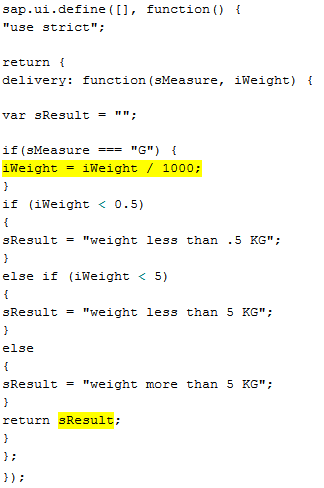 sap.ui.define([], function() {
"use strict";
return {
delivery: function(sMeasure, iWeight) {
var sResult = "";
if(sMeasure === "G") {
iWeight = iWeight / 1000;
}
if (iWeight < 0.5)
{
sResult = "weight less than .5 KG";
}
else if (iWeight < 5)
{
sResult = "weight less than 5 KG";
}
else
{
sResult = "weight more than 5 KG";
}
return sResult;
}
};
});